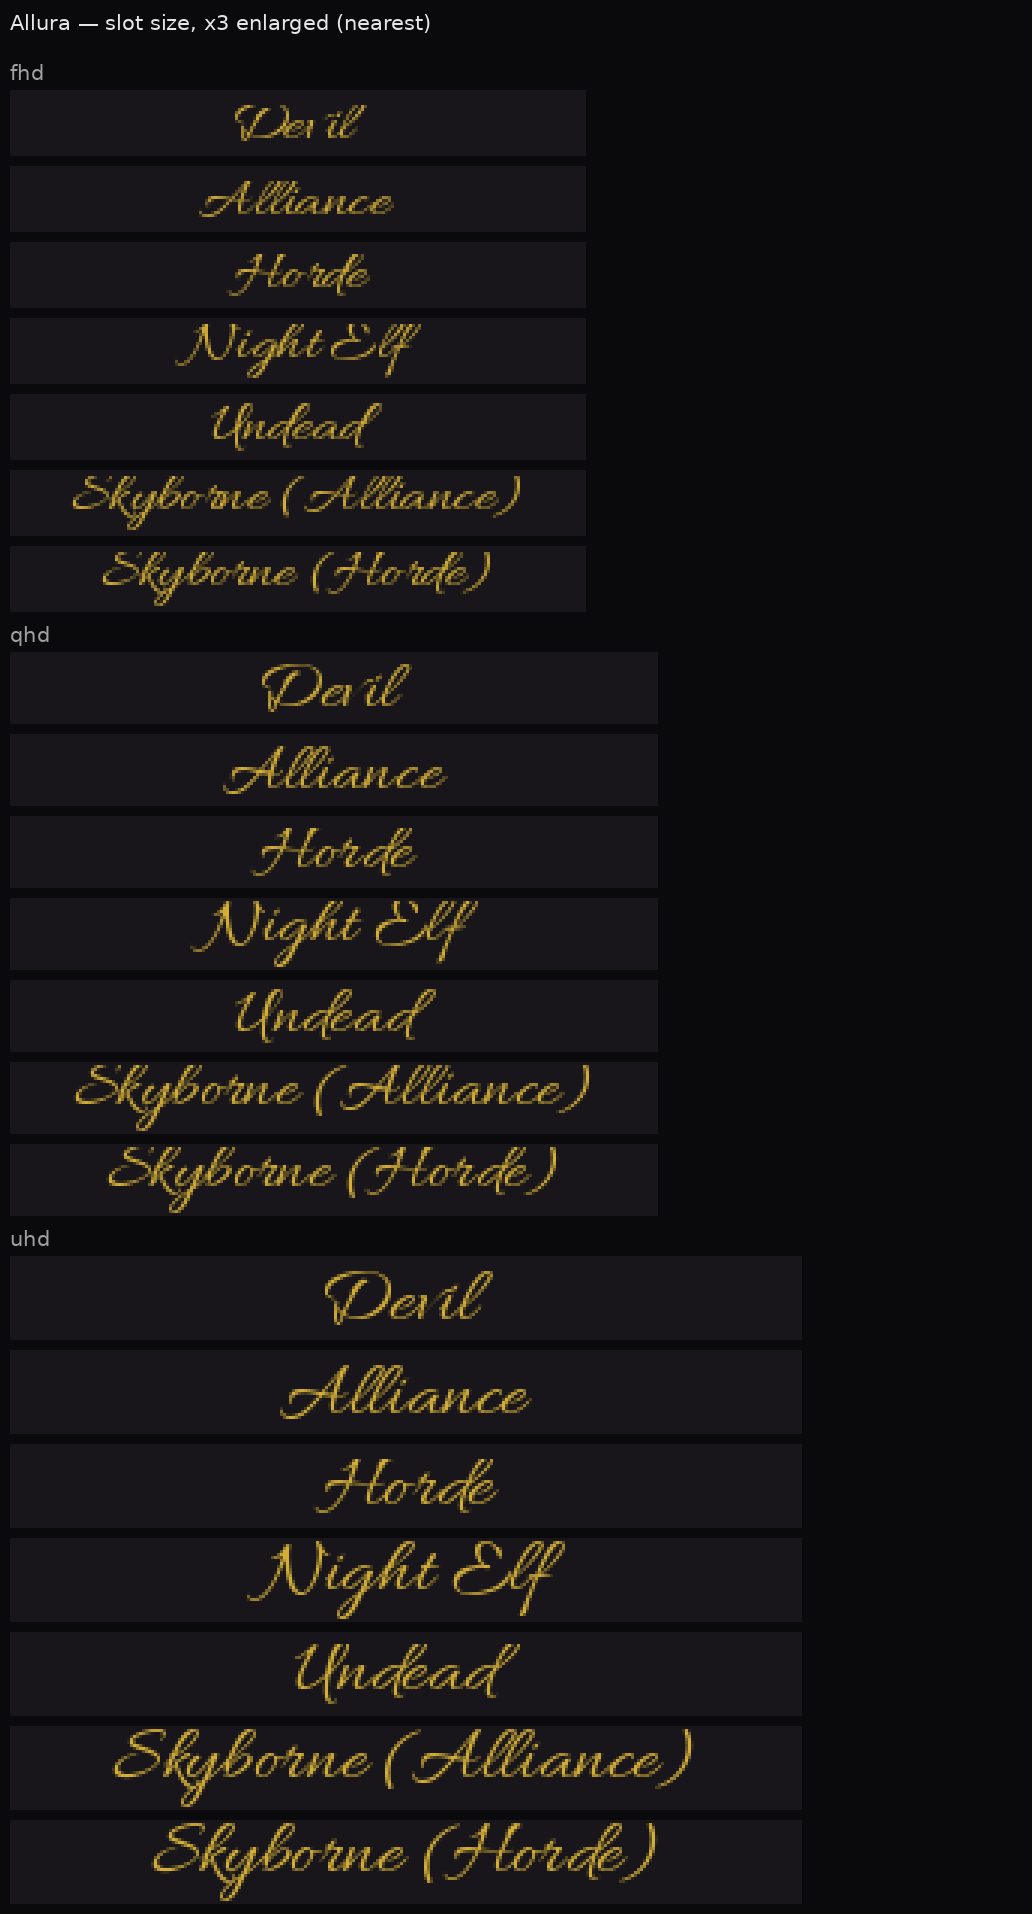 Allura — slot size, x3 enlarged (nearest)
fhd
Devil
Alliance
Horde
Night Elf
Undead
Skyborne (Alliance)
Skyborne (Horde)
qhd
Devil
Alliance
Horde
Night Elf
Undead
Skyborne (Alliance)
Skyborne (Horde)
uhd
Devil
Alliance
Horde
Night Elf
Undead
Skyborne (Alliance)
Skyborne (Horde)